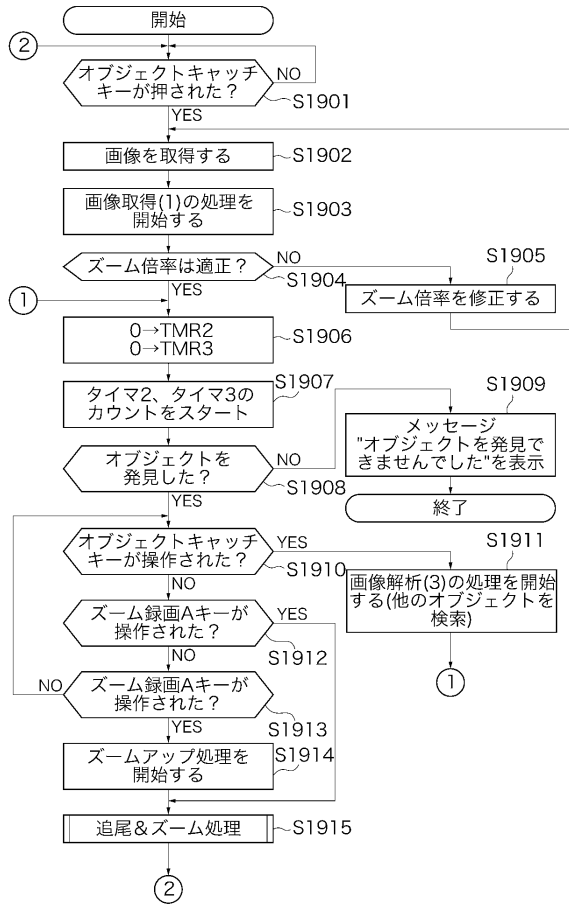 開始
②
オブジェクトキャッチ
キーが押された？
NO
S1901
YES
画像を取得する
S1902
画像取得(1)の処理を
開始する
S1903
ズーム倍率は適正？
NO
S1904
YES
S1905
ズーム倍率を修正する
①
0→TMR2
0→TMR3
S1906
タイマ2、タイマ3の
カウントをスタート
S1907
オブジェクトを
発見した？
NO
S1908
YES
S1909
メッセージ
"オブジェクトを発見で
きませんでした"を表示
終了
オブジェクトキャッチ
キーが操作された？
YES
S1910
NO
S1911
画像解析(3)の処理を開始
する(他のオブジェクトを
検索)
①
ズーム録画Aキーが
操作された？
YES
S1912
NO
ズーム録画Aキーが
操作された？
NO
S1913
YES
ズームアップ処理を
開始する
S1914
追尾＆ズーム処理
S1915
②